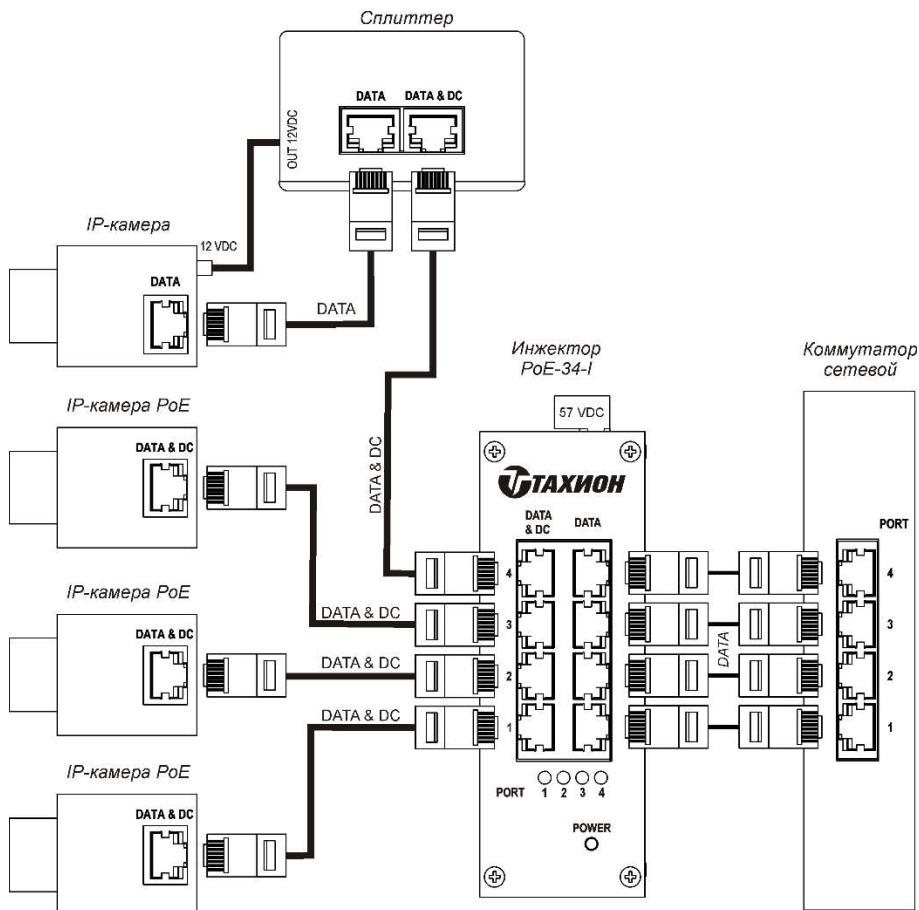 Сплиттер
DATA
DATA & DC
OUT 12VDC
IP-камера
12 VDC
DATA
DATA
Инжектор
PoE-34-I
Коммутатор
сетевой
57 VDC
IP-камера PoE
DATA & DC
DATA & DC
ТАХИОН
DATA
& DC
DATA
PORT
4
4
3
3
DATA & DC
DATA
IP-камера PoE
DATA & DC
DATA & DC
2
2
DATA & DC
1
1
IP-камера PoE
DATA & DC
PORT
1 2 3 4
POWER